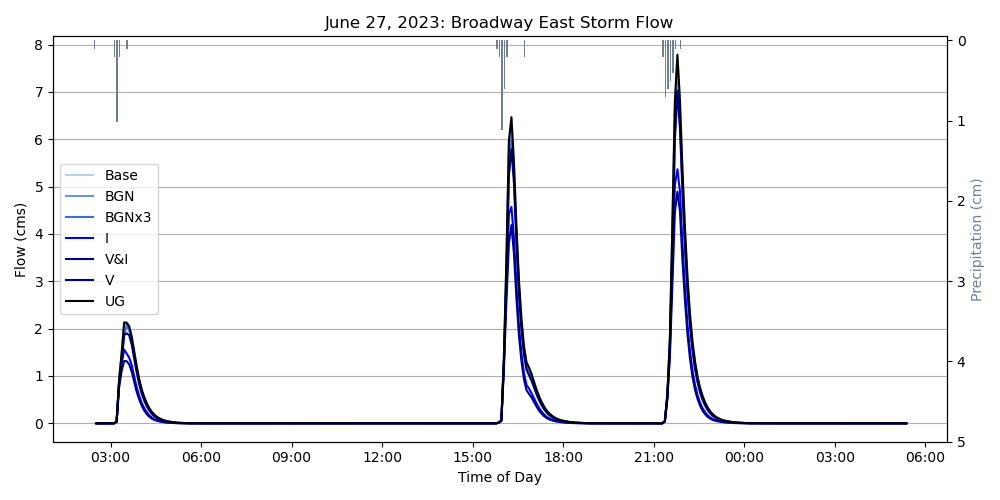 June 27, 2023: Broadway East Storm Flow
8
7
6
5
4
3
2
1
0
Flow (cms)
Base
BGN
BGNx3
I
V&I
V
UG
0
1
2
3
4
5
Precipitation (cm)
03:00 06:00 09:00 12:00 15:00 18:00 21:00 00:00 03:00 06:00
Time of Day